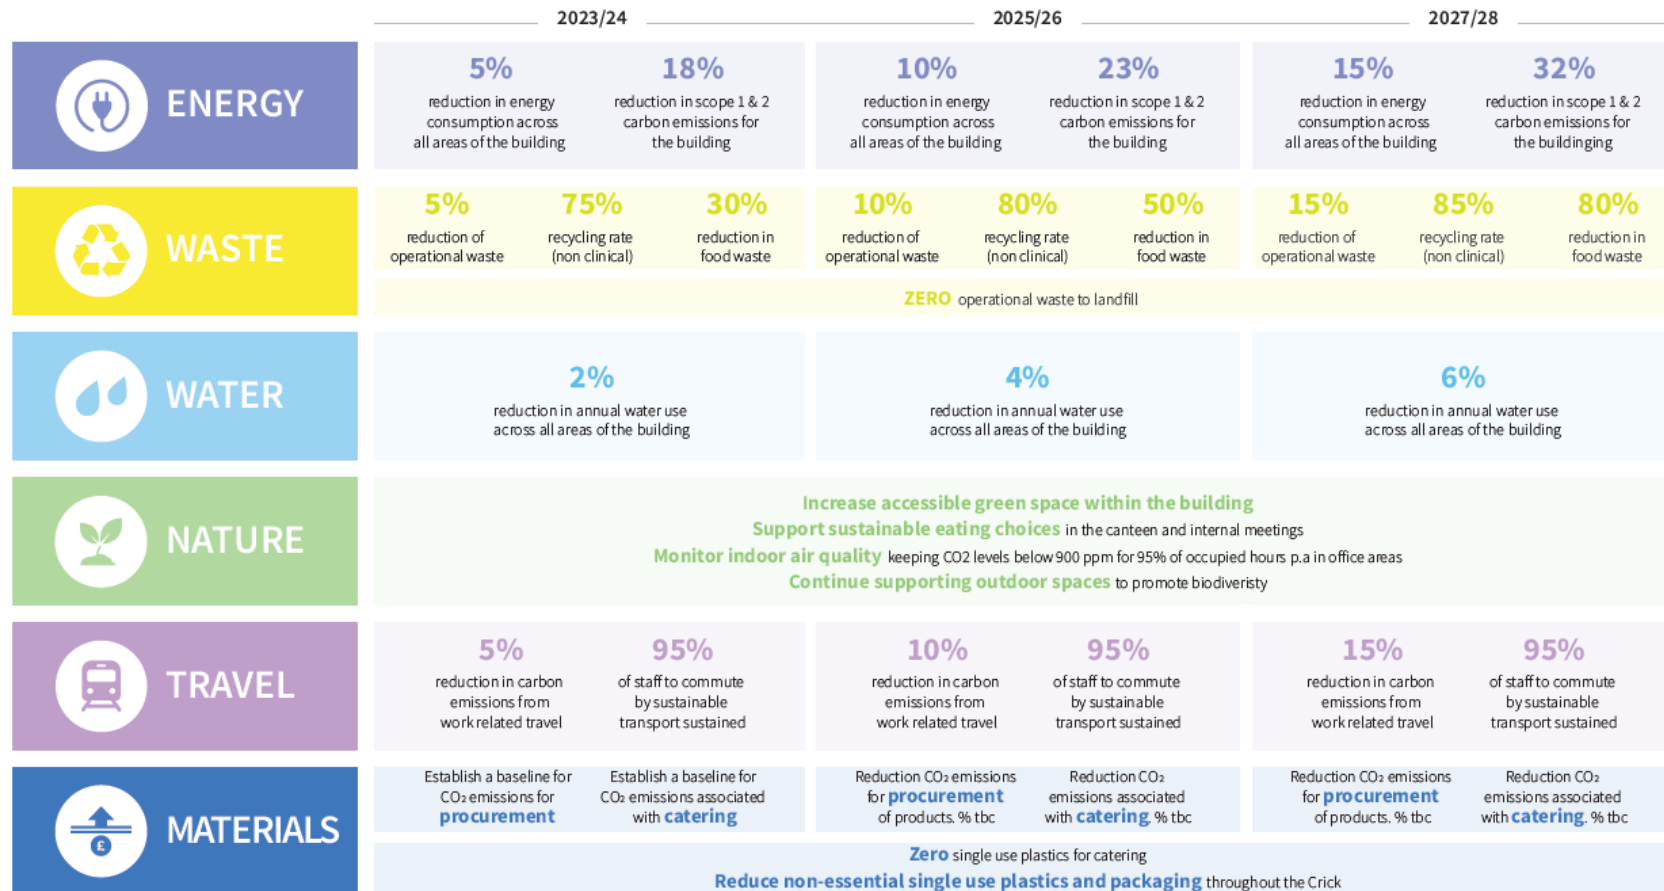 2023/24
2025/26
2027/28
ENERGY
5%
reduction in energy
consumption across
all areas of the building
18%
reduction in scope 1 & 2
carbon emissions for
the building
10%
reduction in energy
consumption across
all areas of the building
23%
reduction in scope 1 & 2
carbon emissions for
the building
15%
reduction in energy
consumption across
all areas of the building
32%
reduction in scope 1 & 2
carbon emissions for
the buildinging
WASTE
5%
reduction of
operational waste
75%
recycling rate
(non clinical)
30%
reduction in
food waste
10%
reduction of
operational waste
80%
recycling rate
(non clinical)
50%
reduction in
food waste
15%
reduction of
operational waste
85%
recycling rate
(non clinical)
80%
reduction in
food waste
ZERO operational waste to landfill
WATER
2%
reduction in annual water use
across all areas of the building
4%
reduction in annual water use
across all areas of the building
6%
reduction in annual water use
across all areas of the building
NATURE
Increase accessible green space within the building
Support sustainable eating choices in the canteen and internal meetings
Monitor indoor air quality keeping CO2 levels below 900 ppm for 95% of occupied hours p.a in office areas
Continue supporting outdoor spaces to promote biodiveristy
TRAVEL
5%
reduction in carbon
emissions from
work related travel
95%
of staff to commute
by sustainable
transport sustained
10%
reduction in carbon
emissions from
work related travel
95%
of staff to commute
by sustainable
transport sustained
15%
reduction in carbon
emissions from
work related travel
95%
of staff to commute
by sustainable
transport sustained
MATERIALS
£
Establish a baseline for
CO₂ emissions for
procurement
Establish a baseline for
CO₂ emissions associated
with catering
Reduction CO₂ emissions
for procurement
of products. % tbc
Reduction CO₂
emissions associated
with catering. % tbc
Reduction CO₂ emissions
for procurement
of products. % tbc
Reduction CO₂
emissions associated
with catering. % tbc
Zero single use plastics for catering
Reduce non-essential single use plastics and packaging throughout the Crick